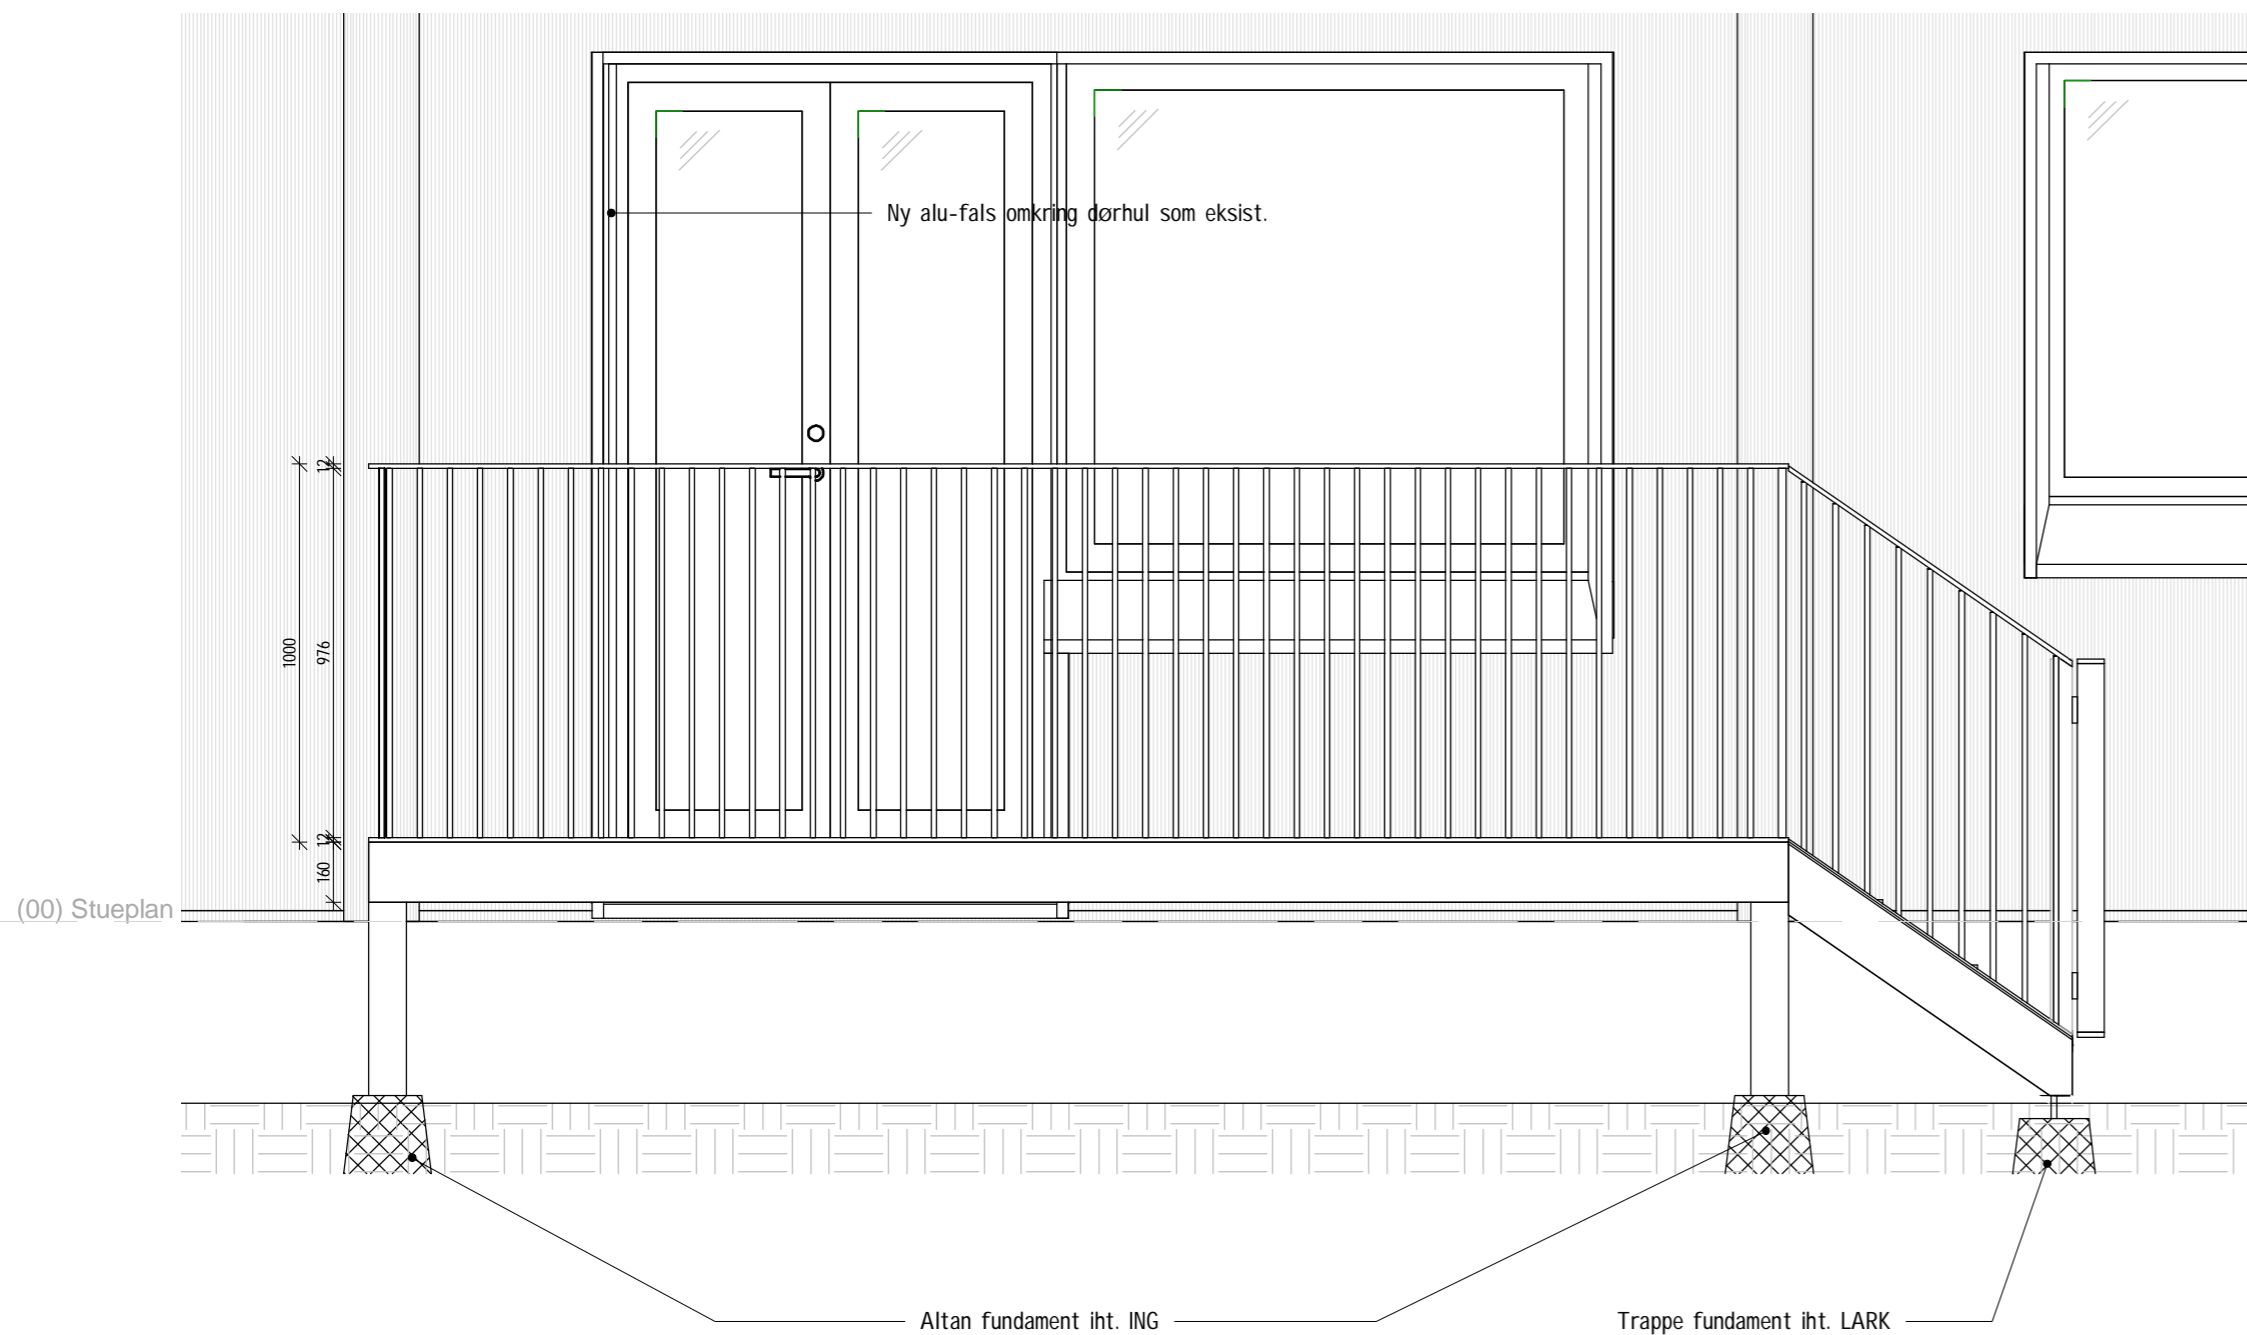 Ny alu-fals omkring dørhul som eksist.
12
1000
976
12
160
(00) Stueplan
Altan fundament iht. ING
Trappe fundament iht. LARK